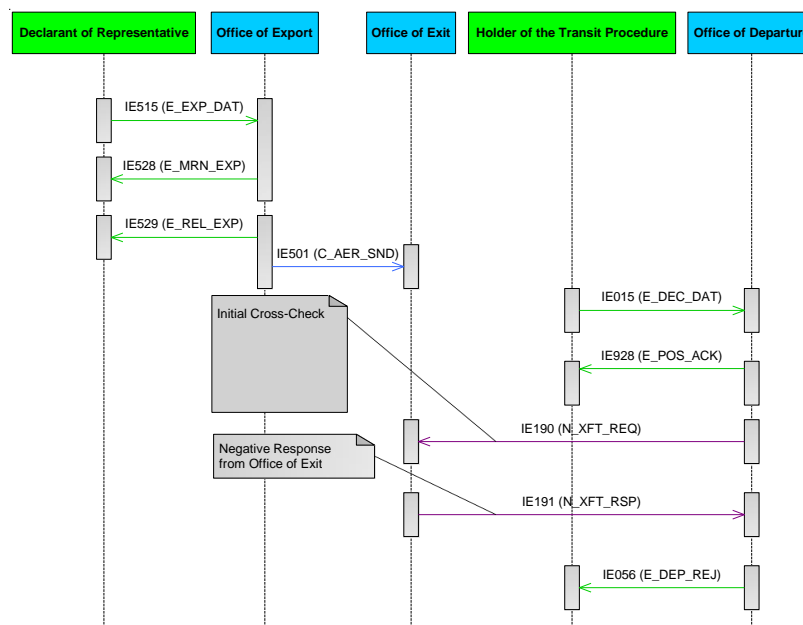 Declarant of Representative
Office of Export
Office of Exit
Holder of the Transit Procedure
Office of Departur
IE515 (E_EXP_DAT)
IE528 (E_MRN_EXP)
IE529 (E_REL_EXP)
IE501 (C_AER_SND)
IE015 (E_DEC_DAT)
Initial Cross-Check
IE928 (E_POS_ACK)
IE190 (N_XFT_REQ)
Negative Response
from Office of Exit
IE191 (N_XFT_RSP)
IE056 (E_DEP_REJ)